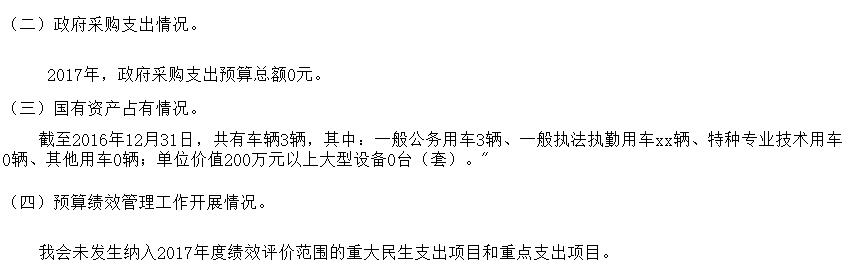 （二）政府采购支出情况。
2017年，政府采购支出预算总额0元。
（三）国有资产占有情况。
截至2016年12月31日，共有车辆3辆，其中：一般公务用车3辆、一般执法执勤用车xx辆、特种专业技术用车
0辆、其他用车0辆；单位价值200万元以上大型设备0台（套）。"
（四）预算绩效管理工作开展情况。
我会未发生纳入2017年度绩效评价范围的重大民生支出项目和重点支出项目。